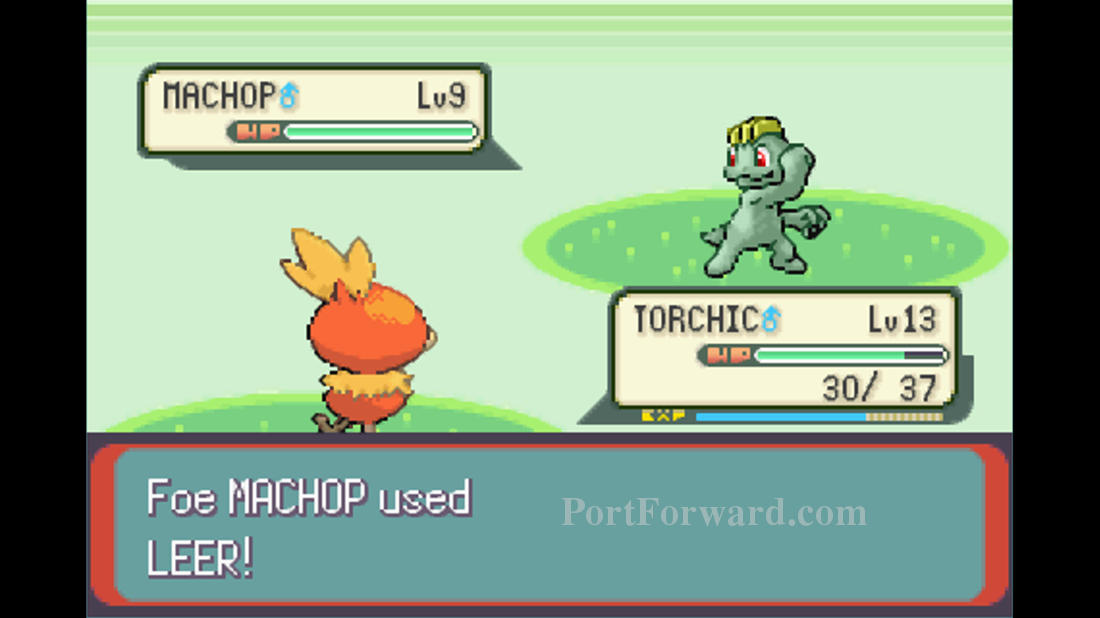 MACHOP♂ Lv9
HP
TORCHIC♂ Lv13
HP
30/ 37
EXP
Foe MACHOP used
LEER!
PortForward.com